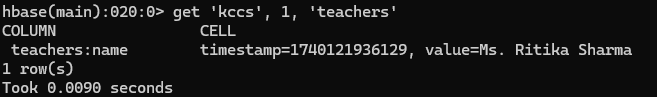 hbase(main):020:0> get 'kccs', 1, 'teachers'
COLUMN CELL
teachers:name timestamp=1740121936129, value=Ms. Ritika Sharma
1 row(s)
Took 0.0090 seconds